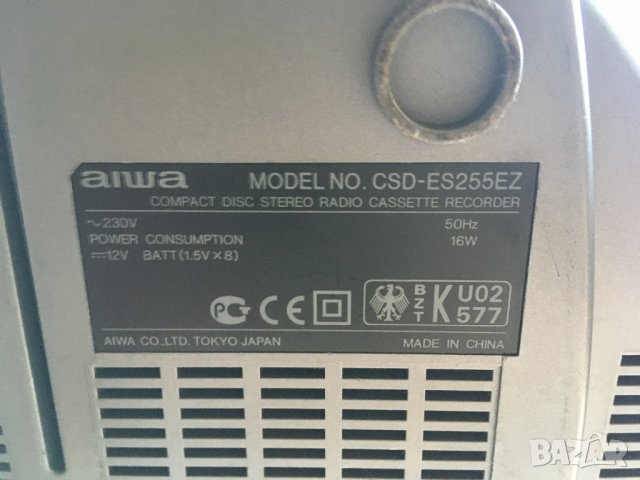 aiwa MODEL NO. CSD-ES255EZ
COMPACT DISC STEREO RADIO CASSETTE RECORDER
~230V 50Hz
POWER CONSUMPTION 16W
⎓12V BATT(1.5V×8)
PG CE BZT K U02 577
AIWA CO.,LTD. TOKYO JAPAN MADE IN CHINA
BAZAR